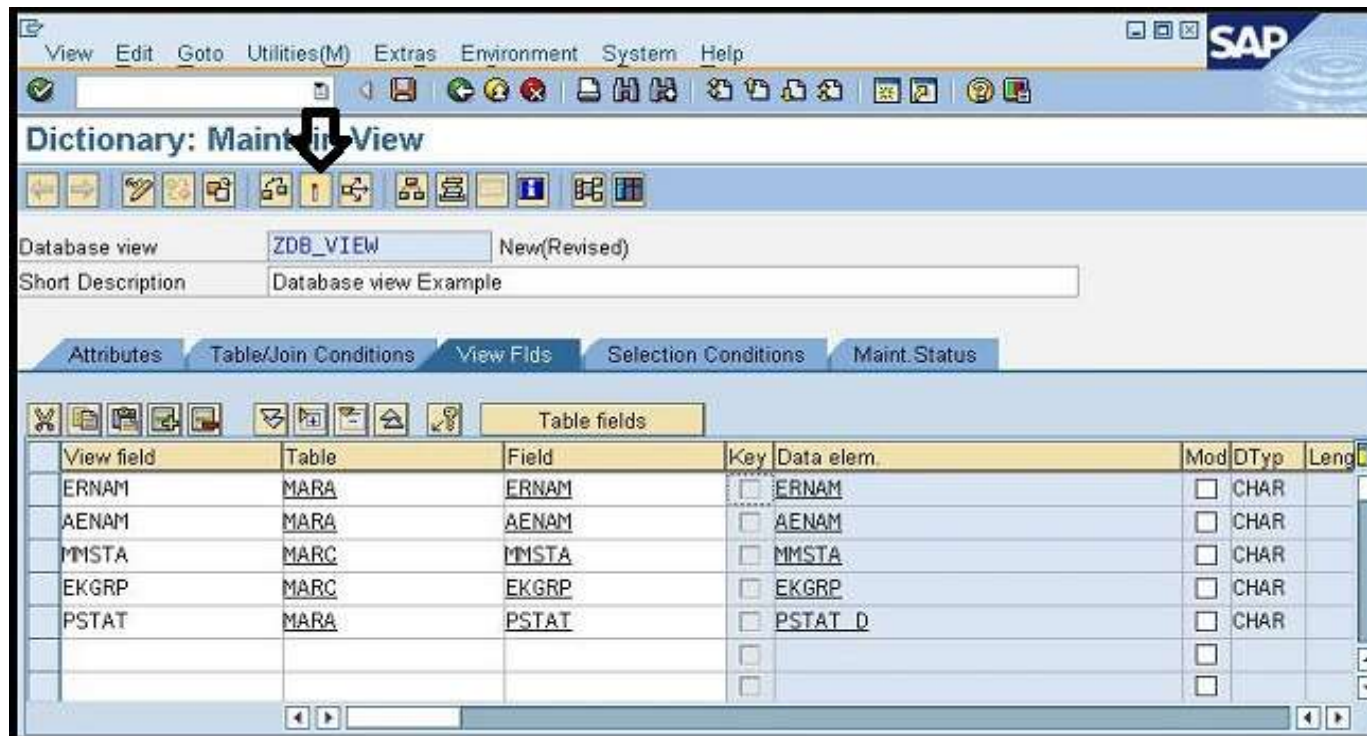 View Edit Goto Utilities(M) Extras Environment System Help
SAP
Dictionary: Maintain View
Database view ZDB_VIEW New(Revised)
Short Description Database view Example
Attributes Table/Join Conditions View Flds Selection Conditions Maint.Status
Table fields
View field Table Field Key Data elem. Mod DTyp Leng
ERNAM MARA ERNAM ERNAM CHAR
AENAM MARA AENAM AENAM CHAR
MMSTA MARC MMSTA MMSTA CHAR
EKGRP MARC EKGRP EKGRP CHAR
PSTAT MARA PSTAT PSTAT_D CHAR